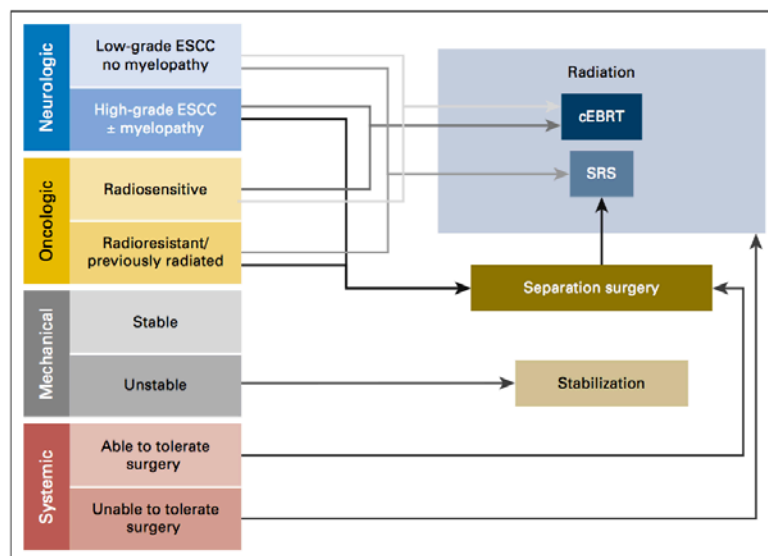 Neurologic
Low-grade ESCC
no myelopathy
High-grade ESCC
± myelopathy
Oncologic
Radiosensitive
Radioresistant/
previously radiated
Mechanical
Stable
Unstable
Systemic
Able to tolerate
surgery
Unable to tolerate
surgery
Radiation
cEBRT
SRS
Separation surgery
Stabilization